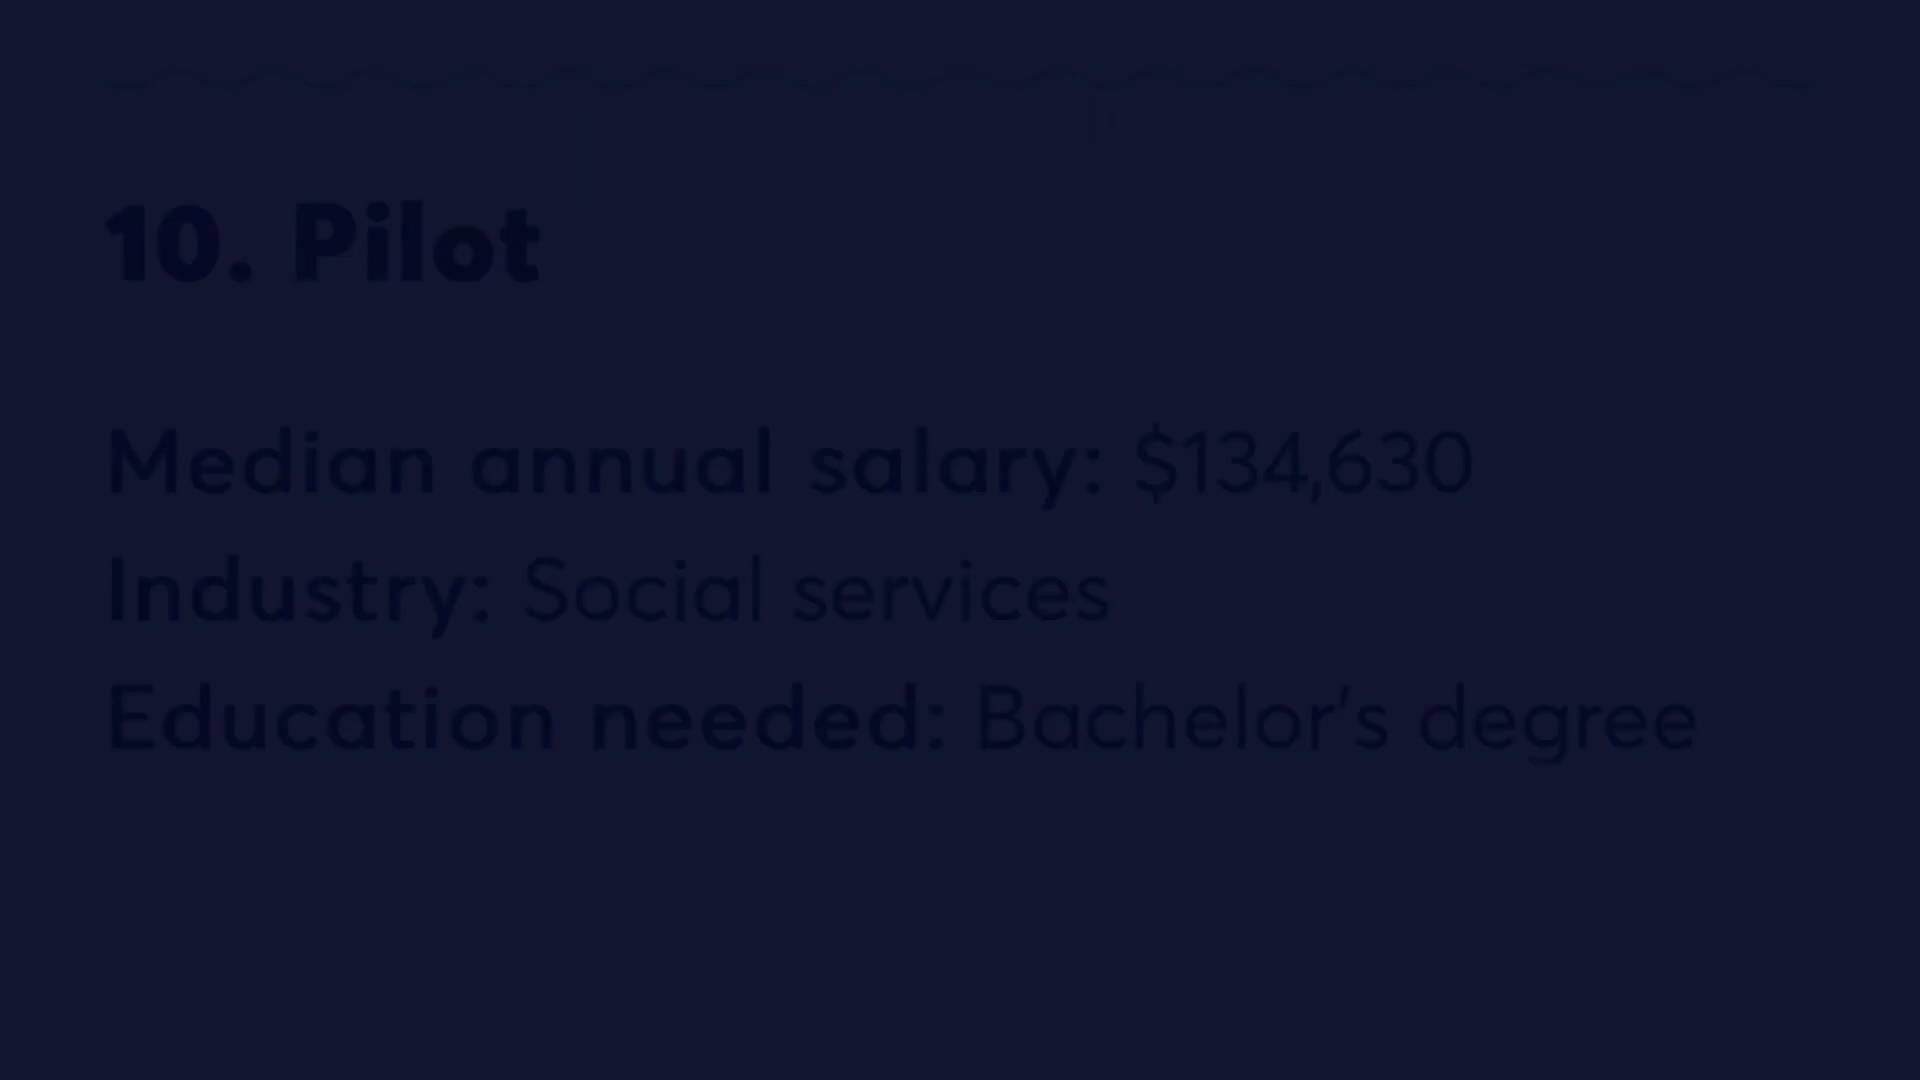 10. Pilot
Median annual salary: $134,630
Industry: Social services
Education needed: Bachelor's degree